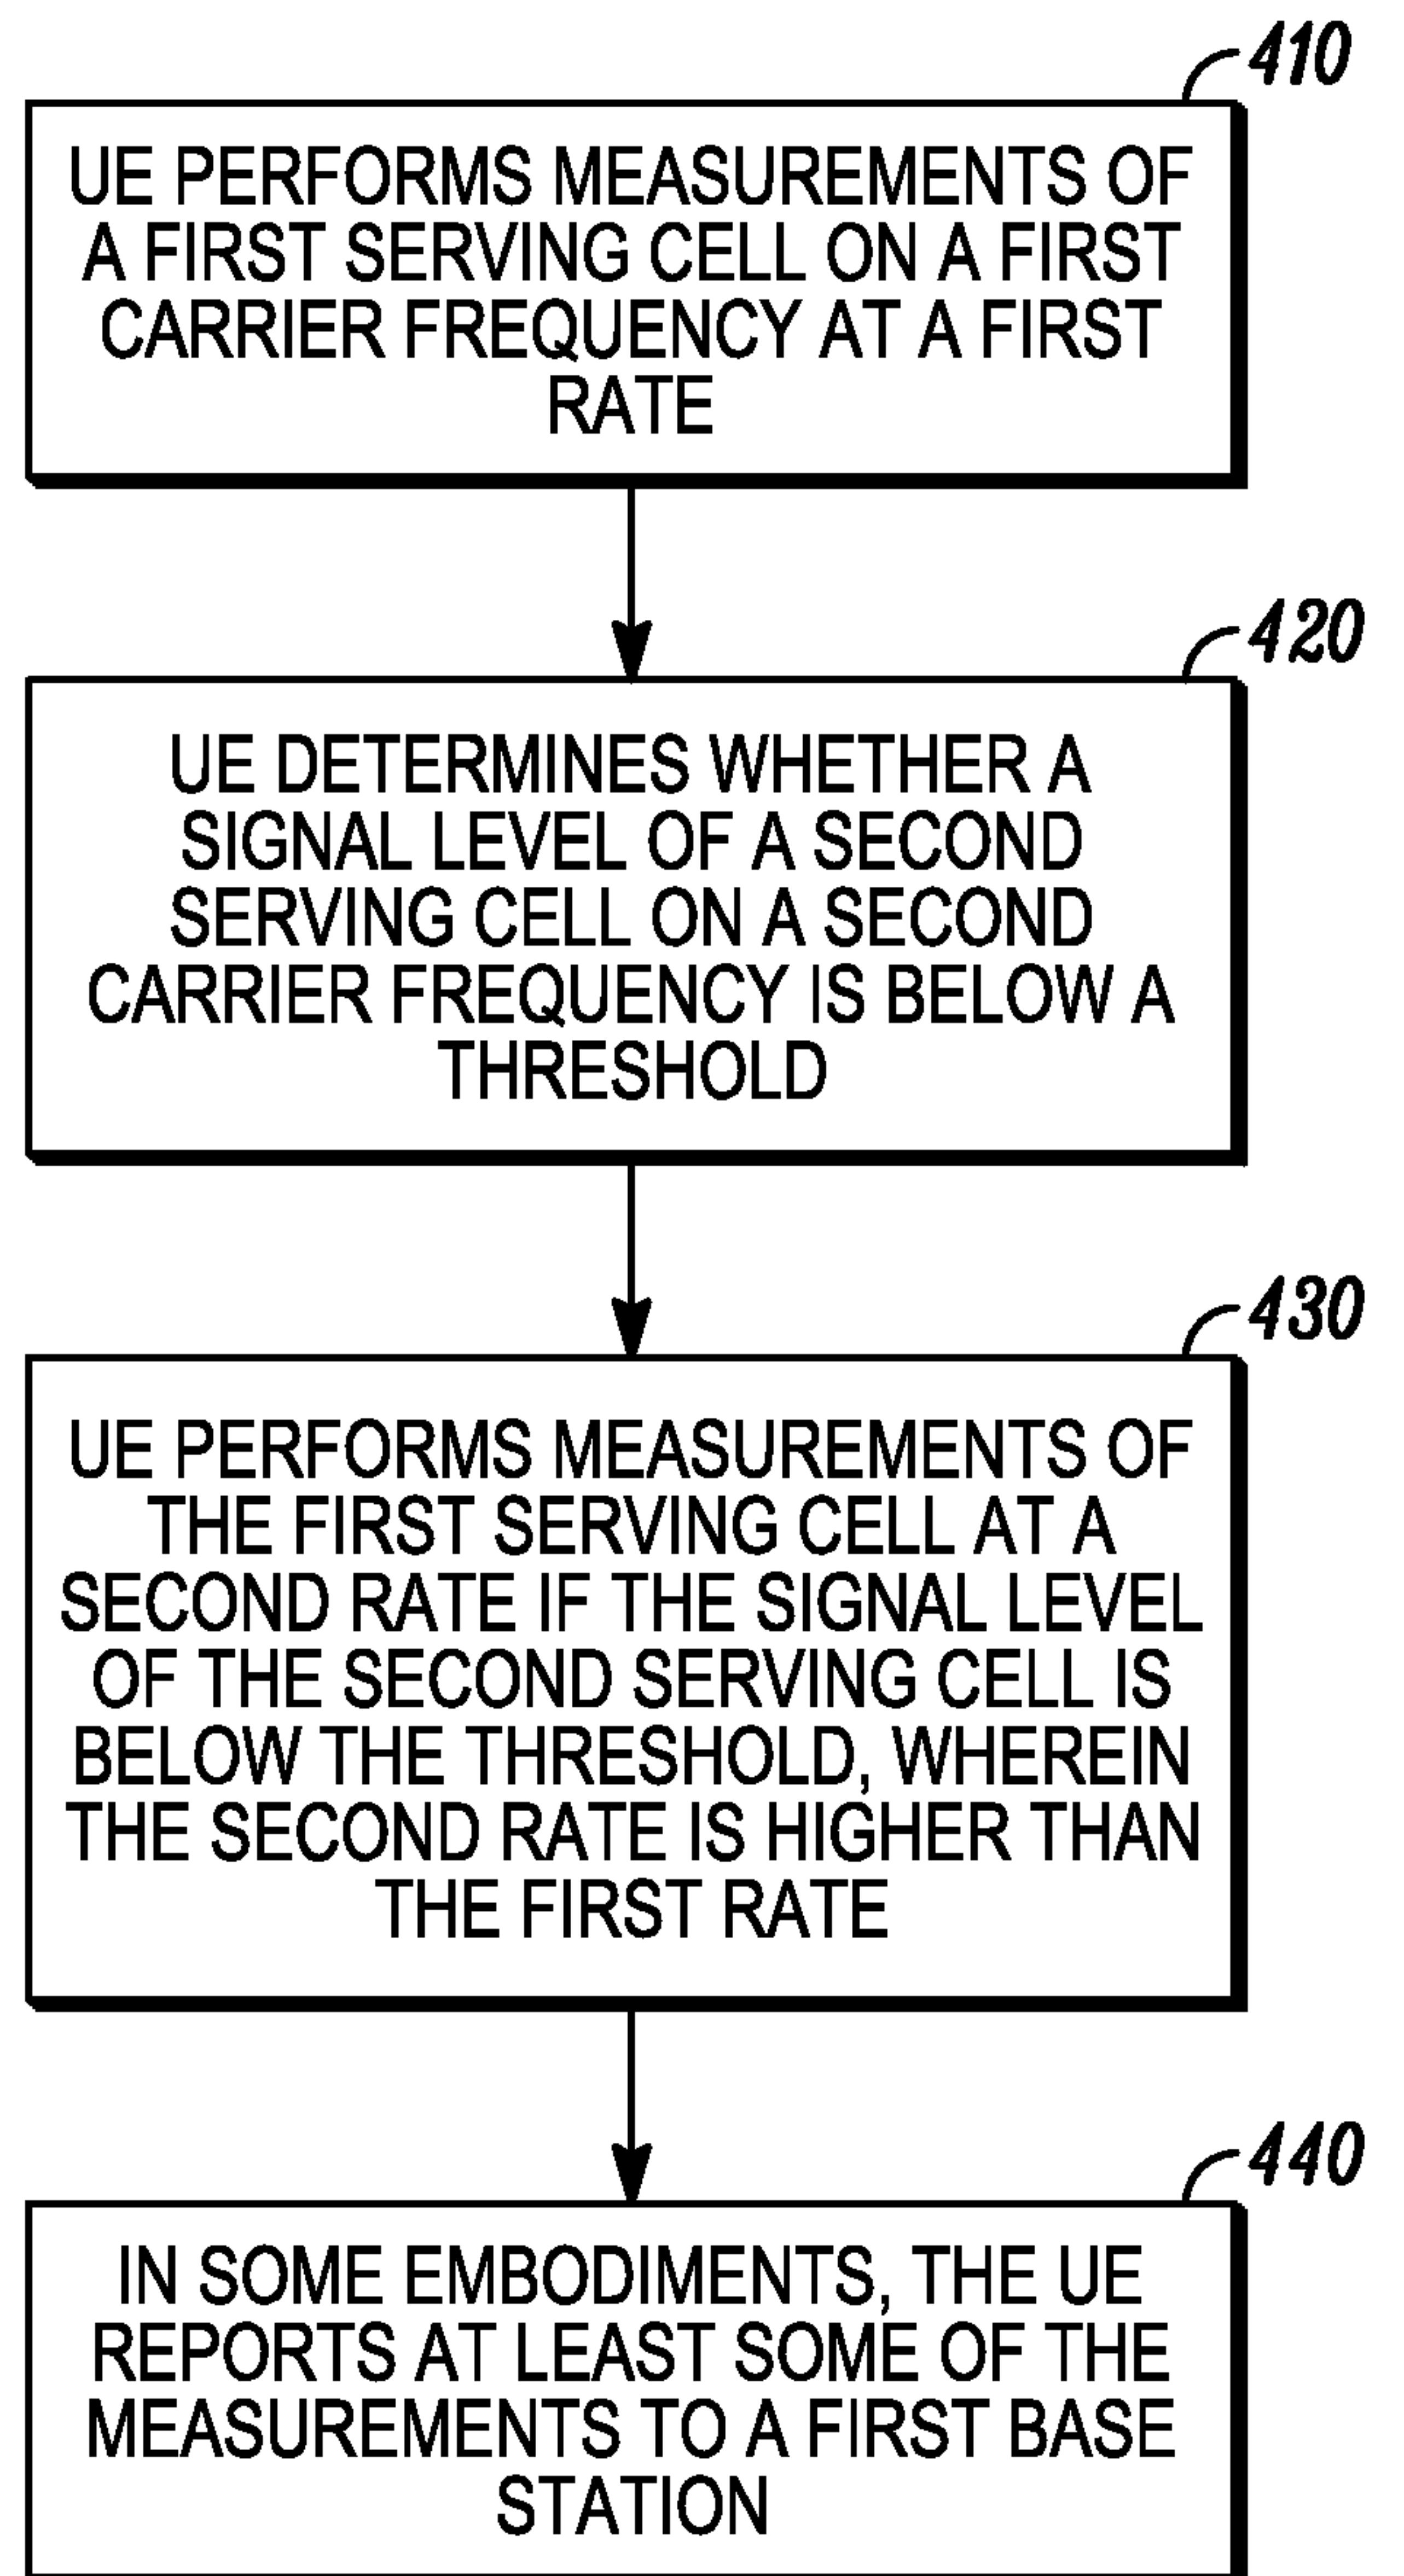 410
UE PERFORMS MEASUREMENTS OF
A FIRST SERVING CELL ON A FIRST
CARRIER FREQUENCY AT A FIRST
RATE
420
UE DETERMINES WHETHER A
SIGNAL LEVEL OF A SECOND
SERVING CELL ON A SECOND
CARRIER FREQUENCY IS BELOW A
THRESHOLD
430
UE PERFORMS MEASUREMENTS OF
THE FIRST SERVING CELL AT A
SECOND RATE IF THE SIGNAL LEVEL
OF THE SECOND SERVING CELL IS
BELOW THE THRESHOLD, WHEREIN
THE SECOND RATE IS HIGHER THAN
THE FIRST RATE
440
IN SOME EMBODIMENTS, THE UE
REPORTS AT LEAST SOME OF THE
MEASUREMENTS TO A FIRST BASE
STATION